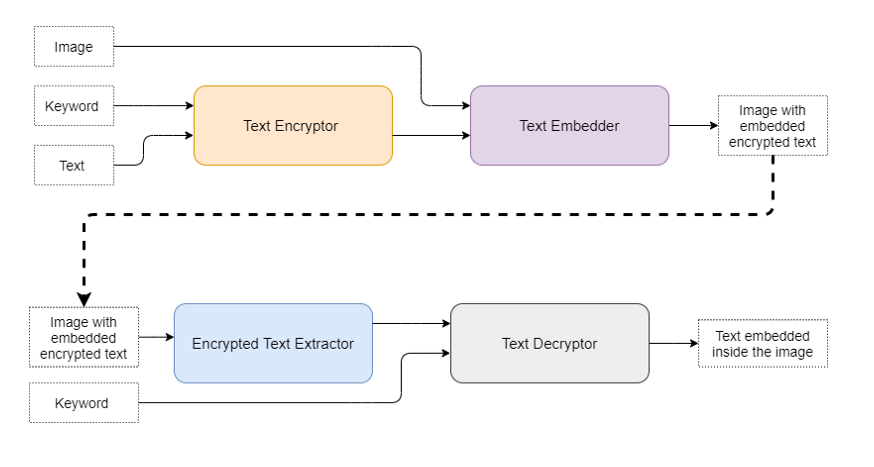 Image
Keyword
Text
Text Encryptor
Text Embedder
Image with
embedded
encrypted text
Image with
embedded
encrypted text
Keyword
Encrypted Text Extractor
Text Decryptor
Text embedded
inside the image